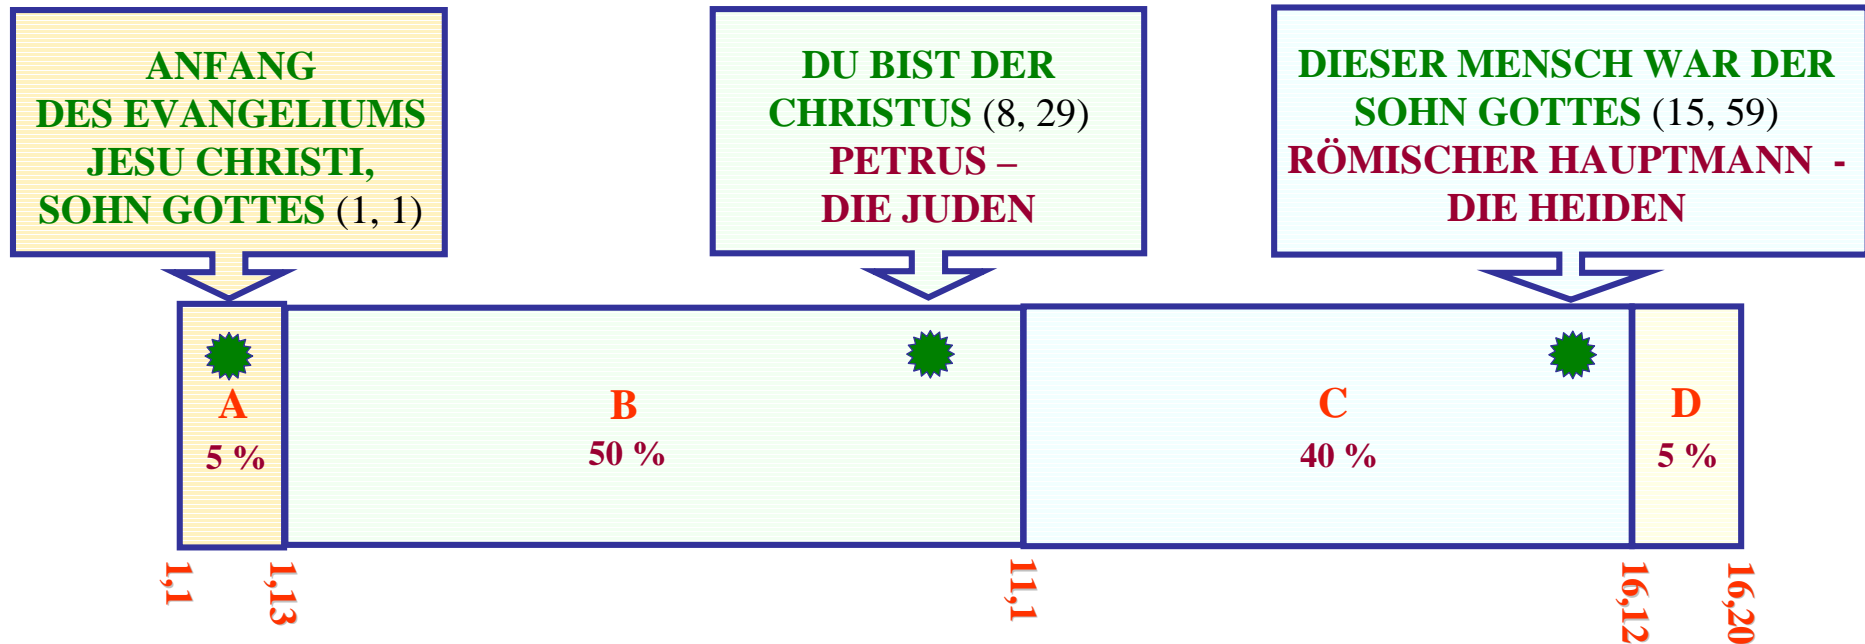 ANFANG
DES EVANGELIUMS
JESU CHRISTI,
SOHN GOTTES (1, 1)
DU BIST DER
CHRISTUS (8, 29)
PETRUS –
DIE JUDEN
DIESER MENSCH WAR DER
SOHN GOTTES (15, 59)
RÖMISCHER HAUPTMANN -
DIE HEIDEN
A
5 %
B
50 %
C
40 %
D
5 %
1,1
1,13
11,1
16,12
16,20